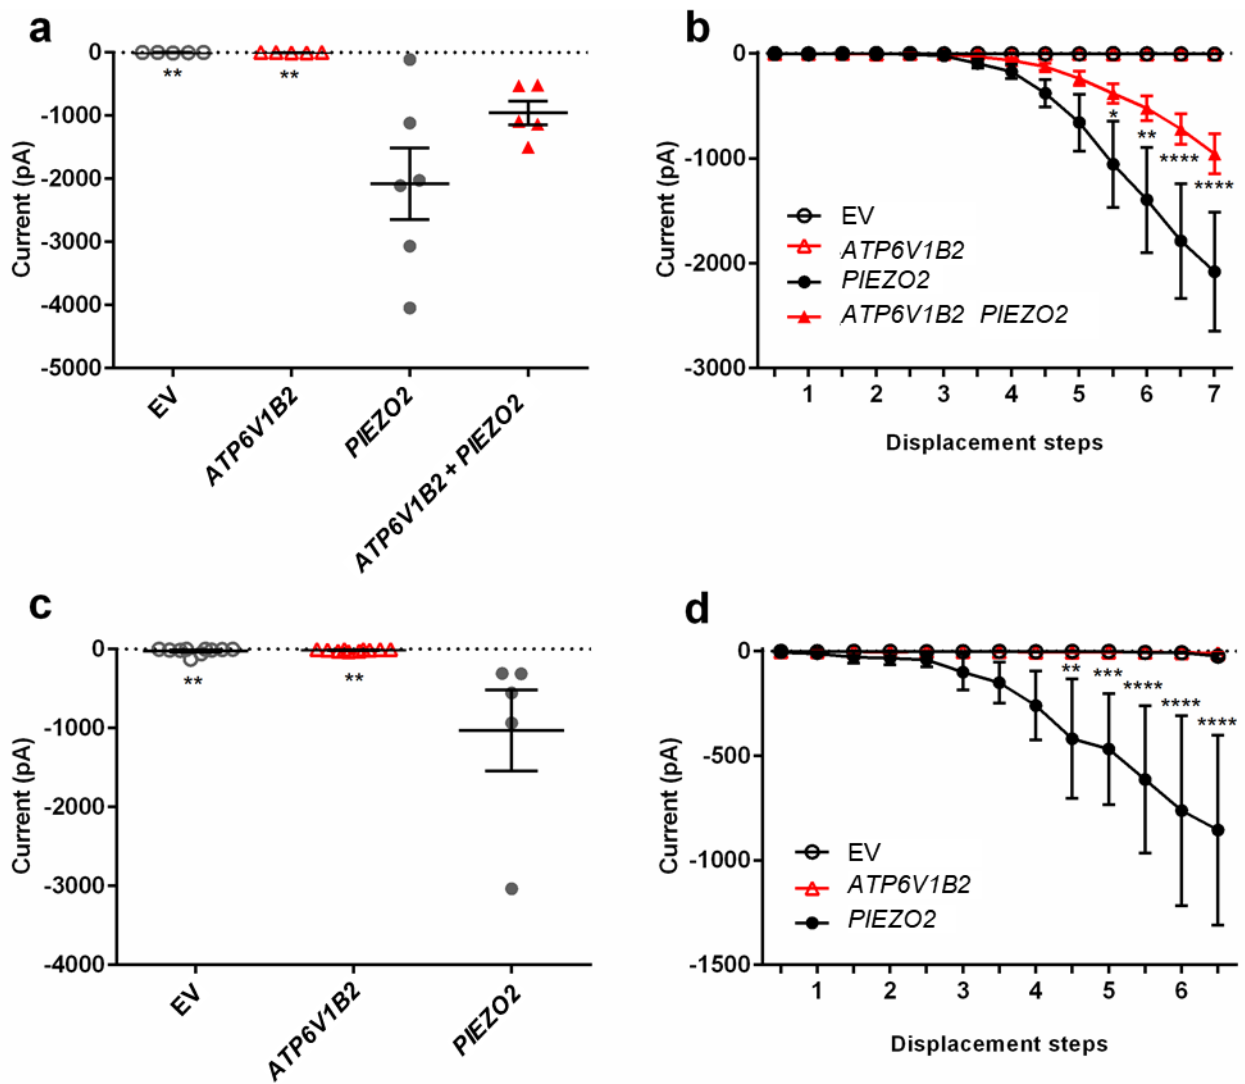 a
0
-1000
-2000
-3000
-4000
-5000
Current (pA)
**
**
EV
ATP6V1B2
PIEZO2
ATP6V1B2 + PIEZO2
b
0
-1000
-2000
-3000
Current (pA)
*
**
****
****
EV
ATP6V1B2
PIEZO2
ATP6V1B2 PIEZO2
1 2 3 4 5 6 7
Displacement steps
c
0
-1000
-2000
-3000
-4000
Current (pA)
**
**
EV
ATP6V1B2
PIEZO2
d
0
-500
-1000
-1500
Current (pA)
**
***
****
****
****
EV
ATP6V1B2
PIEZO2
1 2 3 4 5 6
Displacement steps